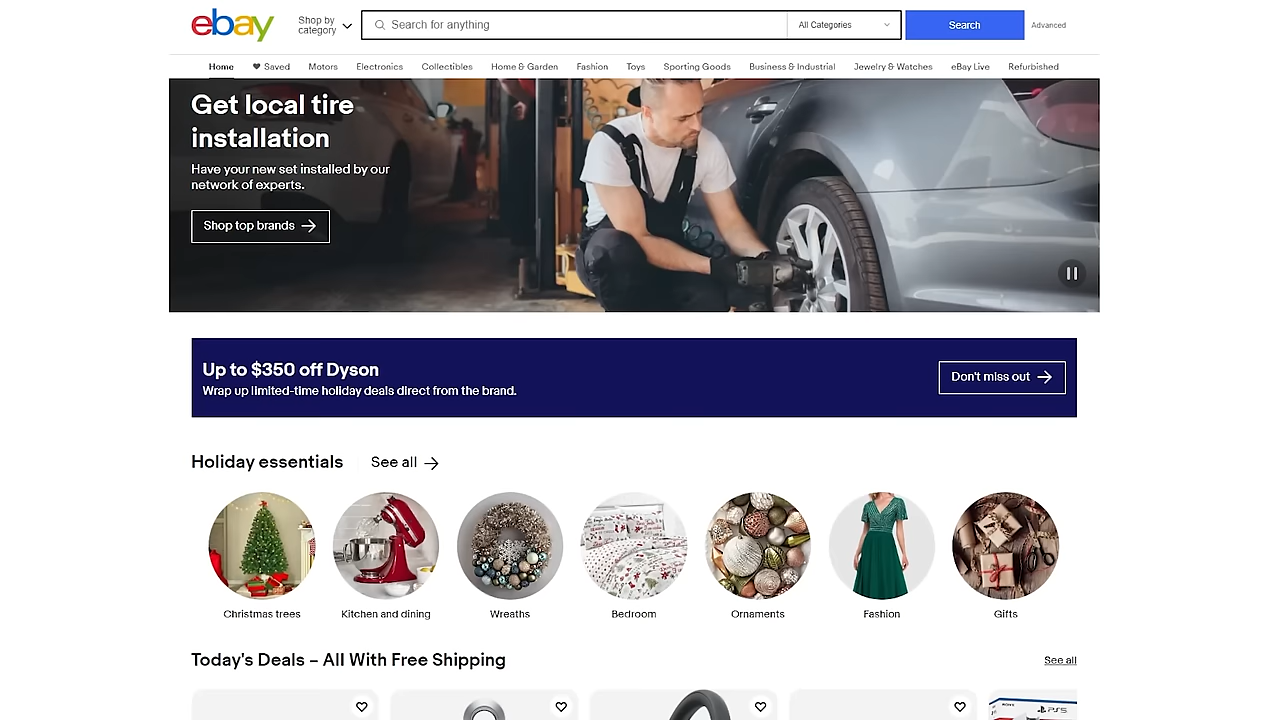 ebay
Shop by
category
Search for anything
All Categories
Search
Advanced
Home
Saved
Motors
Electronics
Collectibles
Home & Garden
Fashion
Toys
Sporting Goods
Business & Industrial
Jewelry & Watches
eBay Live
Refurbished
Get local tire
installation
Have your new set installed by our
network of experts.
Shop top brands
Up to $350 off Dyson
Wrap up limited-time holiday deals direct from the brand.
Don't miss out
Holiday essentials
See all
Christmas trees
Kitchen and dining
Wreaths
Bedroom
Ornaments
Fashion
Gifts
Today's Deals – All With Free Shipping
See all
SONY
PS5